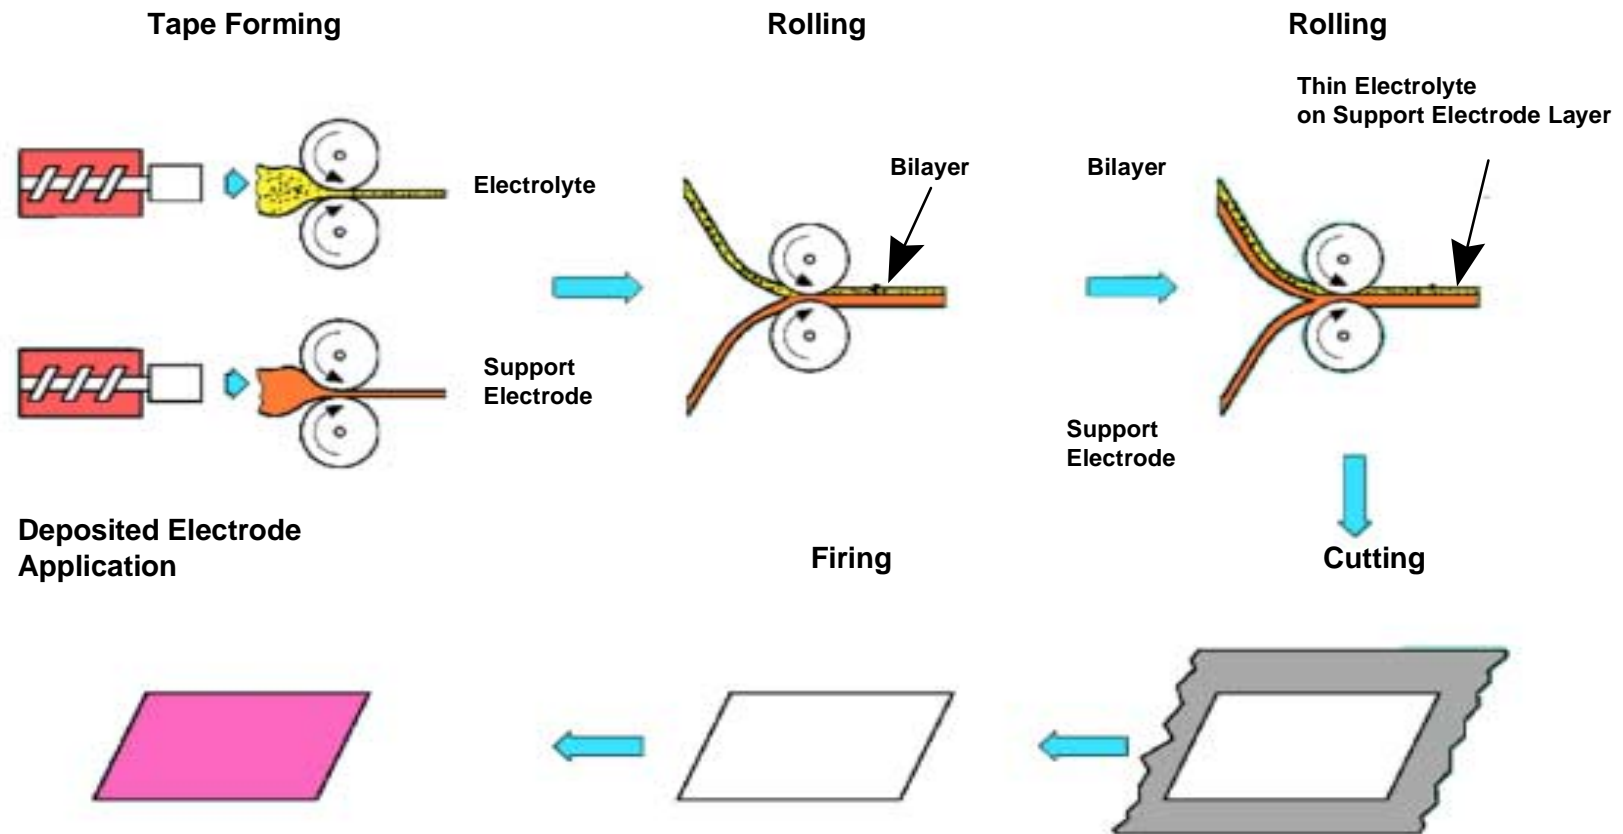 Tape Forming
Rolling
Rolling
Thin Electrolyte
on Support Electrode Layer
Electrolyte
Bilayer
Bilayer
Support
Electrode
Support
Electrode
Deposited Electrode
Application
Firing
Cutting